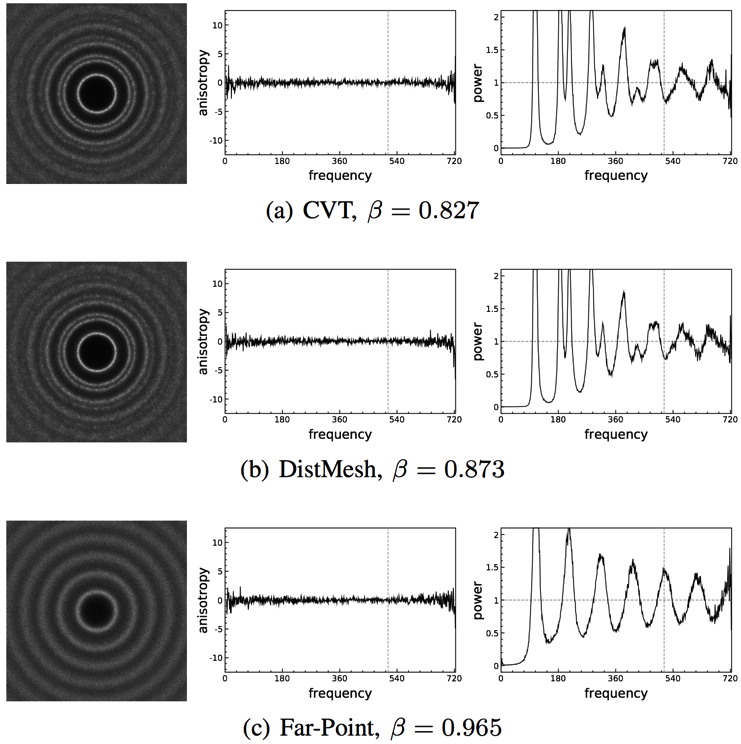 anisotropy
10
5
0
-5
-10
0 180 360 540 720
frequency
power
2
1.5
1
0.5
0
0 180 360 540 720
frequency
(a) CVT, β = 0.827
anisotropy
10
5
0
-5
-10
0 180 360 540 720
frequency
power
2
1.5
1
0.5
0
0 180 360 540 720
frequency
(b) DistMesh, β = 0.873
anisotropy
10
5
0
-5
-10
0 180 360 540 720
frequency
power
2
1.5
1
0.5
0
0 180 360 540 720
frequency
(c) Far-Point, β = 0.965